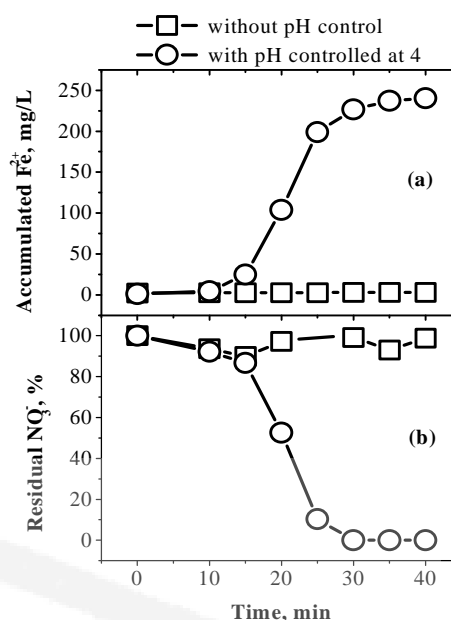 without pH control
with pH controlled at 4
Accumulated Fe2+, mg/L
250
200
150
100
50
0
(a)
Residual NO3-, %
100
80
60
40
20
0
(b)
0 10 20 30 40
Time, min